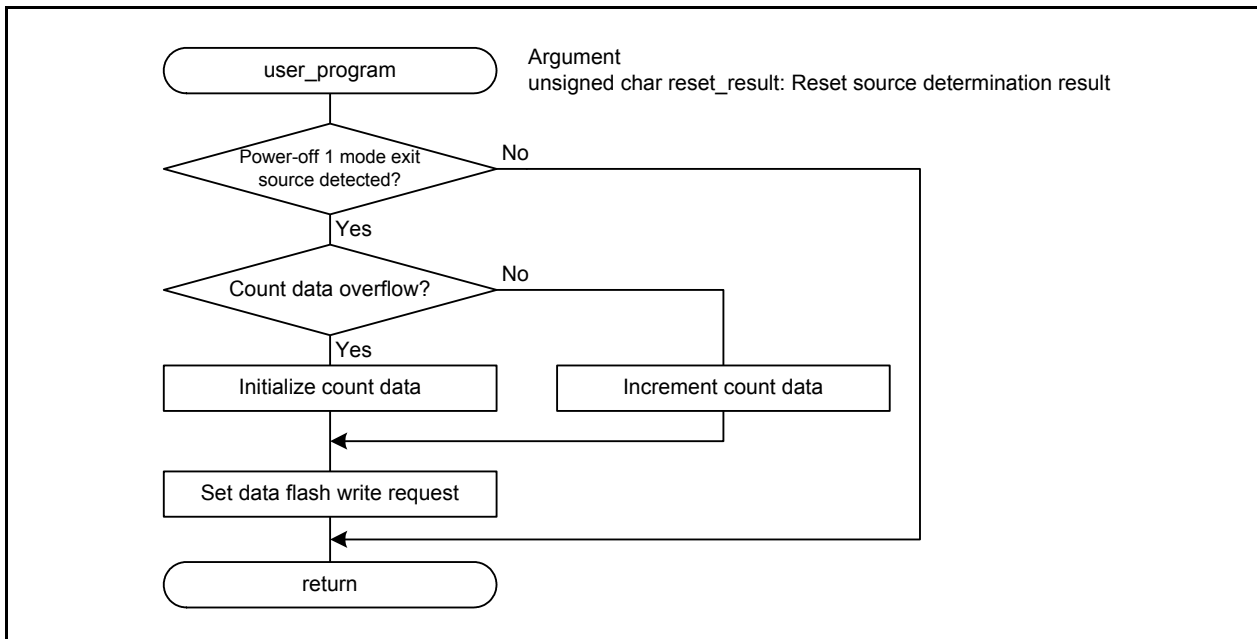 user_program
Argument
unsigned char reset_result: Reset source determination result
Power-off 1 mode exit
source detected?
No
Yes
Count data overflow?
No
Yes
Initialize count data
Increment count data
Set data flash write request
return